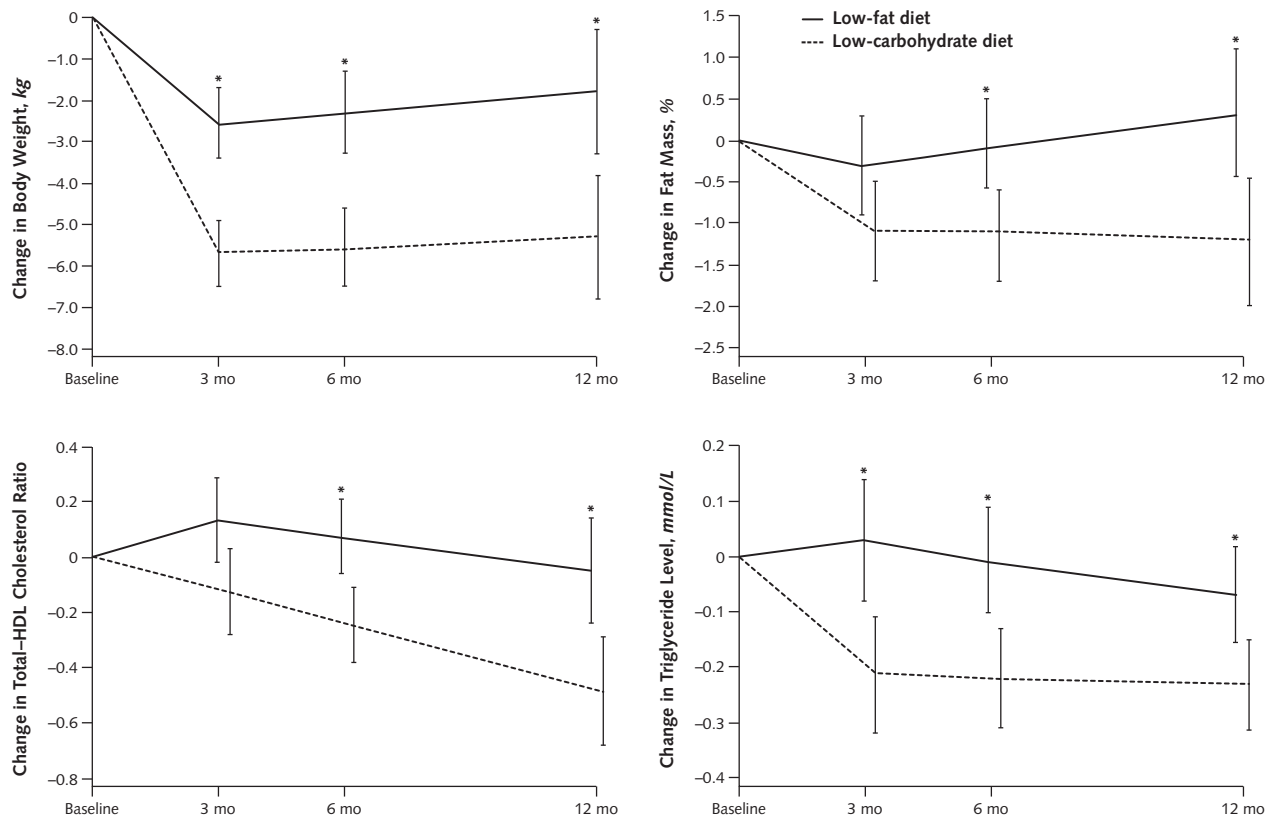 Change in Body Weight, kg
0
–1.0
–2.0
–3.0
–4.0
–5.0
–6.0
–7.0
–8.0
*
*
*
Baseline
3 mo
6 mo
12 mo
Low-fat diet
Low-carbohydrate diet
Change in Fat Mass, %
1.5
1.0
0.5
0
–0.5
–1.0
–1.5
–2.0
–2.5
*
*
Baseline
3 mo
6 mo
12 mo
Change in Total–HDL Cholesterol Ratio
0.4
0.2
0
–0.2
–0.4
–0.6
–0.8
*
*
Baseline
3 mo
6 mo
12 mo
Change in Triglyceride Level, mmol/L
0.2
0.1
0
–0.1
–0.2
–0.3
–0.4
*
*
*
Baseline
3 mo
6 mo
12 mo